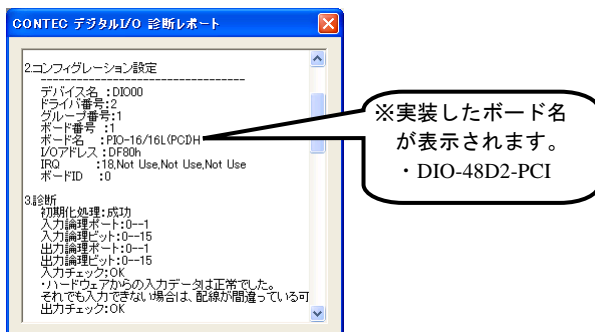 CONTEC デジタルI/O 診断レポート
2.コンフィグレーション設定
----------------------------------
デバイス名 :DIO00
ドライバ番号:2
グループ番号:1
ボード番号 :1
ボード名 :PIO-16/16L(PCI)H
I/Oアドレス :DF80h
IRQ :18,Not Use,Not Use,Not Use
ボードID :0
3.診断
初期化処理:成功
入力論理ポート:0--1
入力論理ビット:0--15
出力論理ポート:0--1
出力論理ビット:0--15
入力チェック:OK
・ハードウェアからの入力データは正常でした。
それでも入力できない場合は、配線が間違っている可
出力チェック:OK
※実装したボード名
が表示されます。
・DIO-48D2-PCI